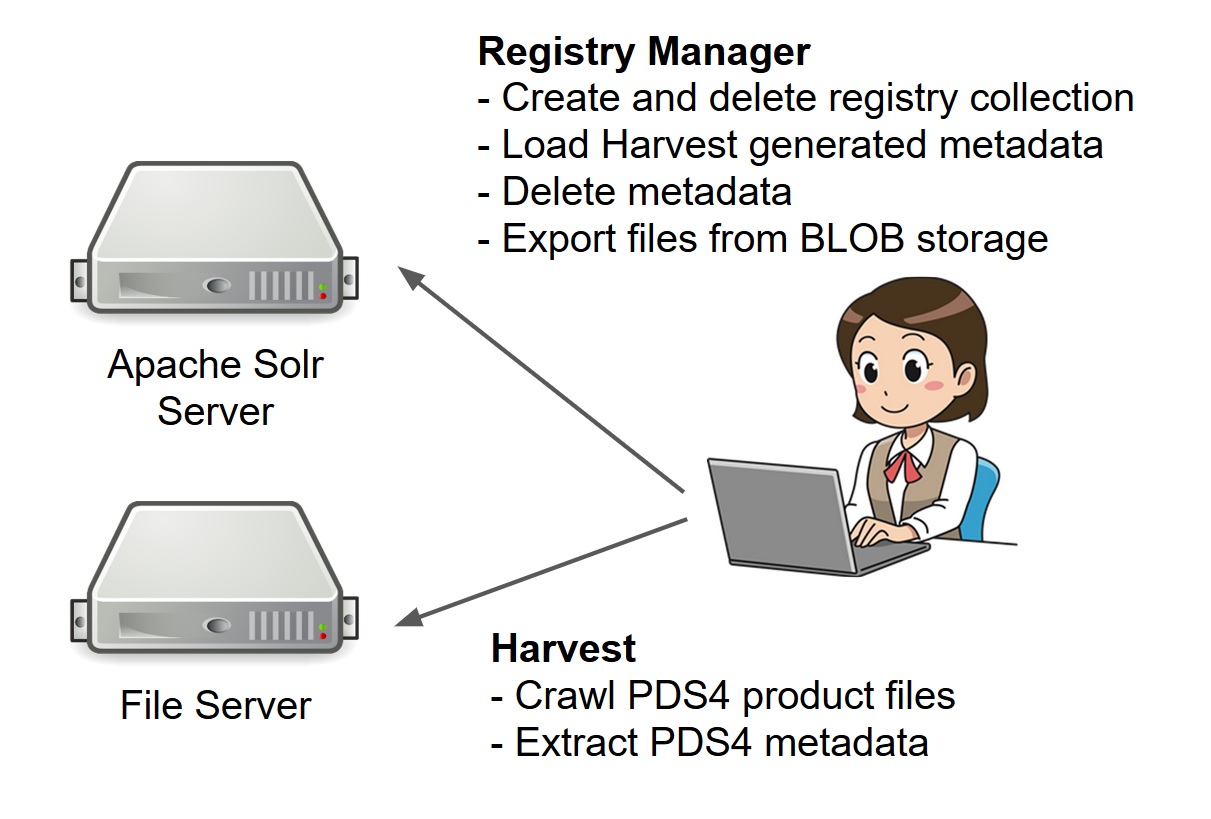 Registry Manager
- Create and delete registry collection
- Load Harvest generated metadata
- Delete metadata
- Export files from BLOB storage
Apache Solr
Server
File Server
Harvest
- Crawl PDS4 product files
- Extract PDS4 metadata